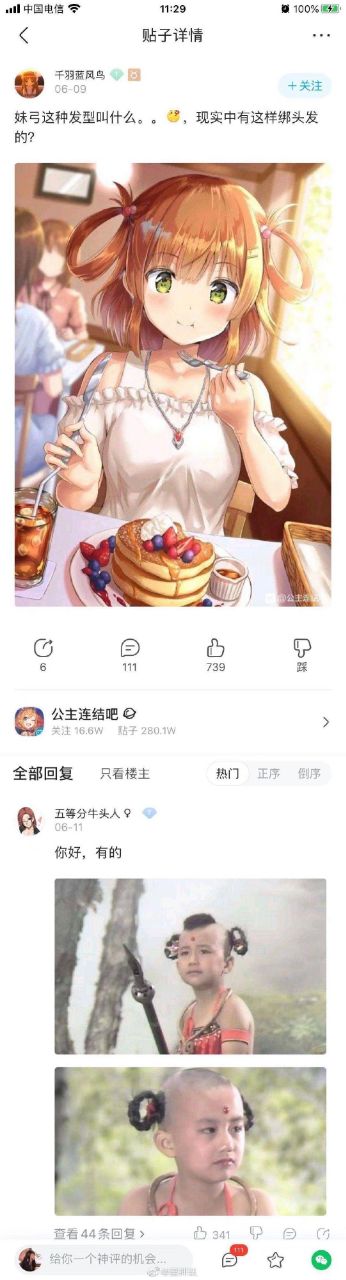 中国电信
11:29
100%
贴子详情
千羽蓝风鸟
06-09
+关注
妹弓这种发型叫什么。。，现实中有这样绑头发
的?
@公主连结
6
111
739
踩
公主连结吧
关注 16.6W 贴子 280.1W
全部回复 只看楼主
热门 正序 倒序
五等分牛头人♀
06-11
你好，有的
查看44条回复
341
给你一个神评的机会...
111